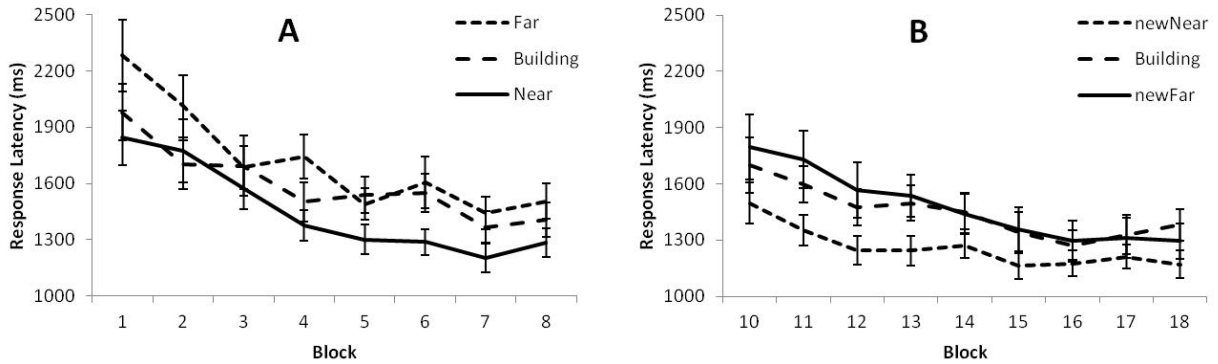 A
Far
Building
Near
Response Latency (ms)
2500
2200
1900
1600
1300
1000
1 2 3 4 5 6 7 8
Block
B
newNear
Building
newFar
Response Latency (ms)
2500
2200
1900
1600
1300
1000
10 11 12 13 14 15 16 17 18
Block